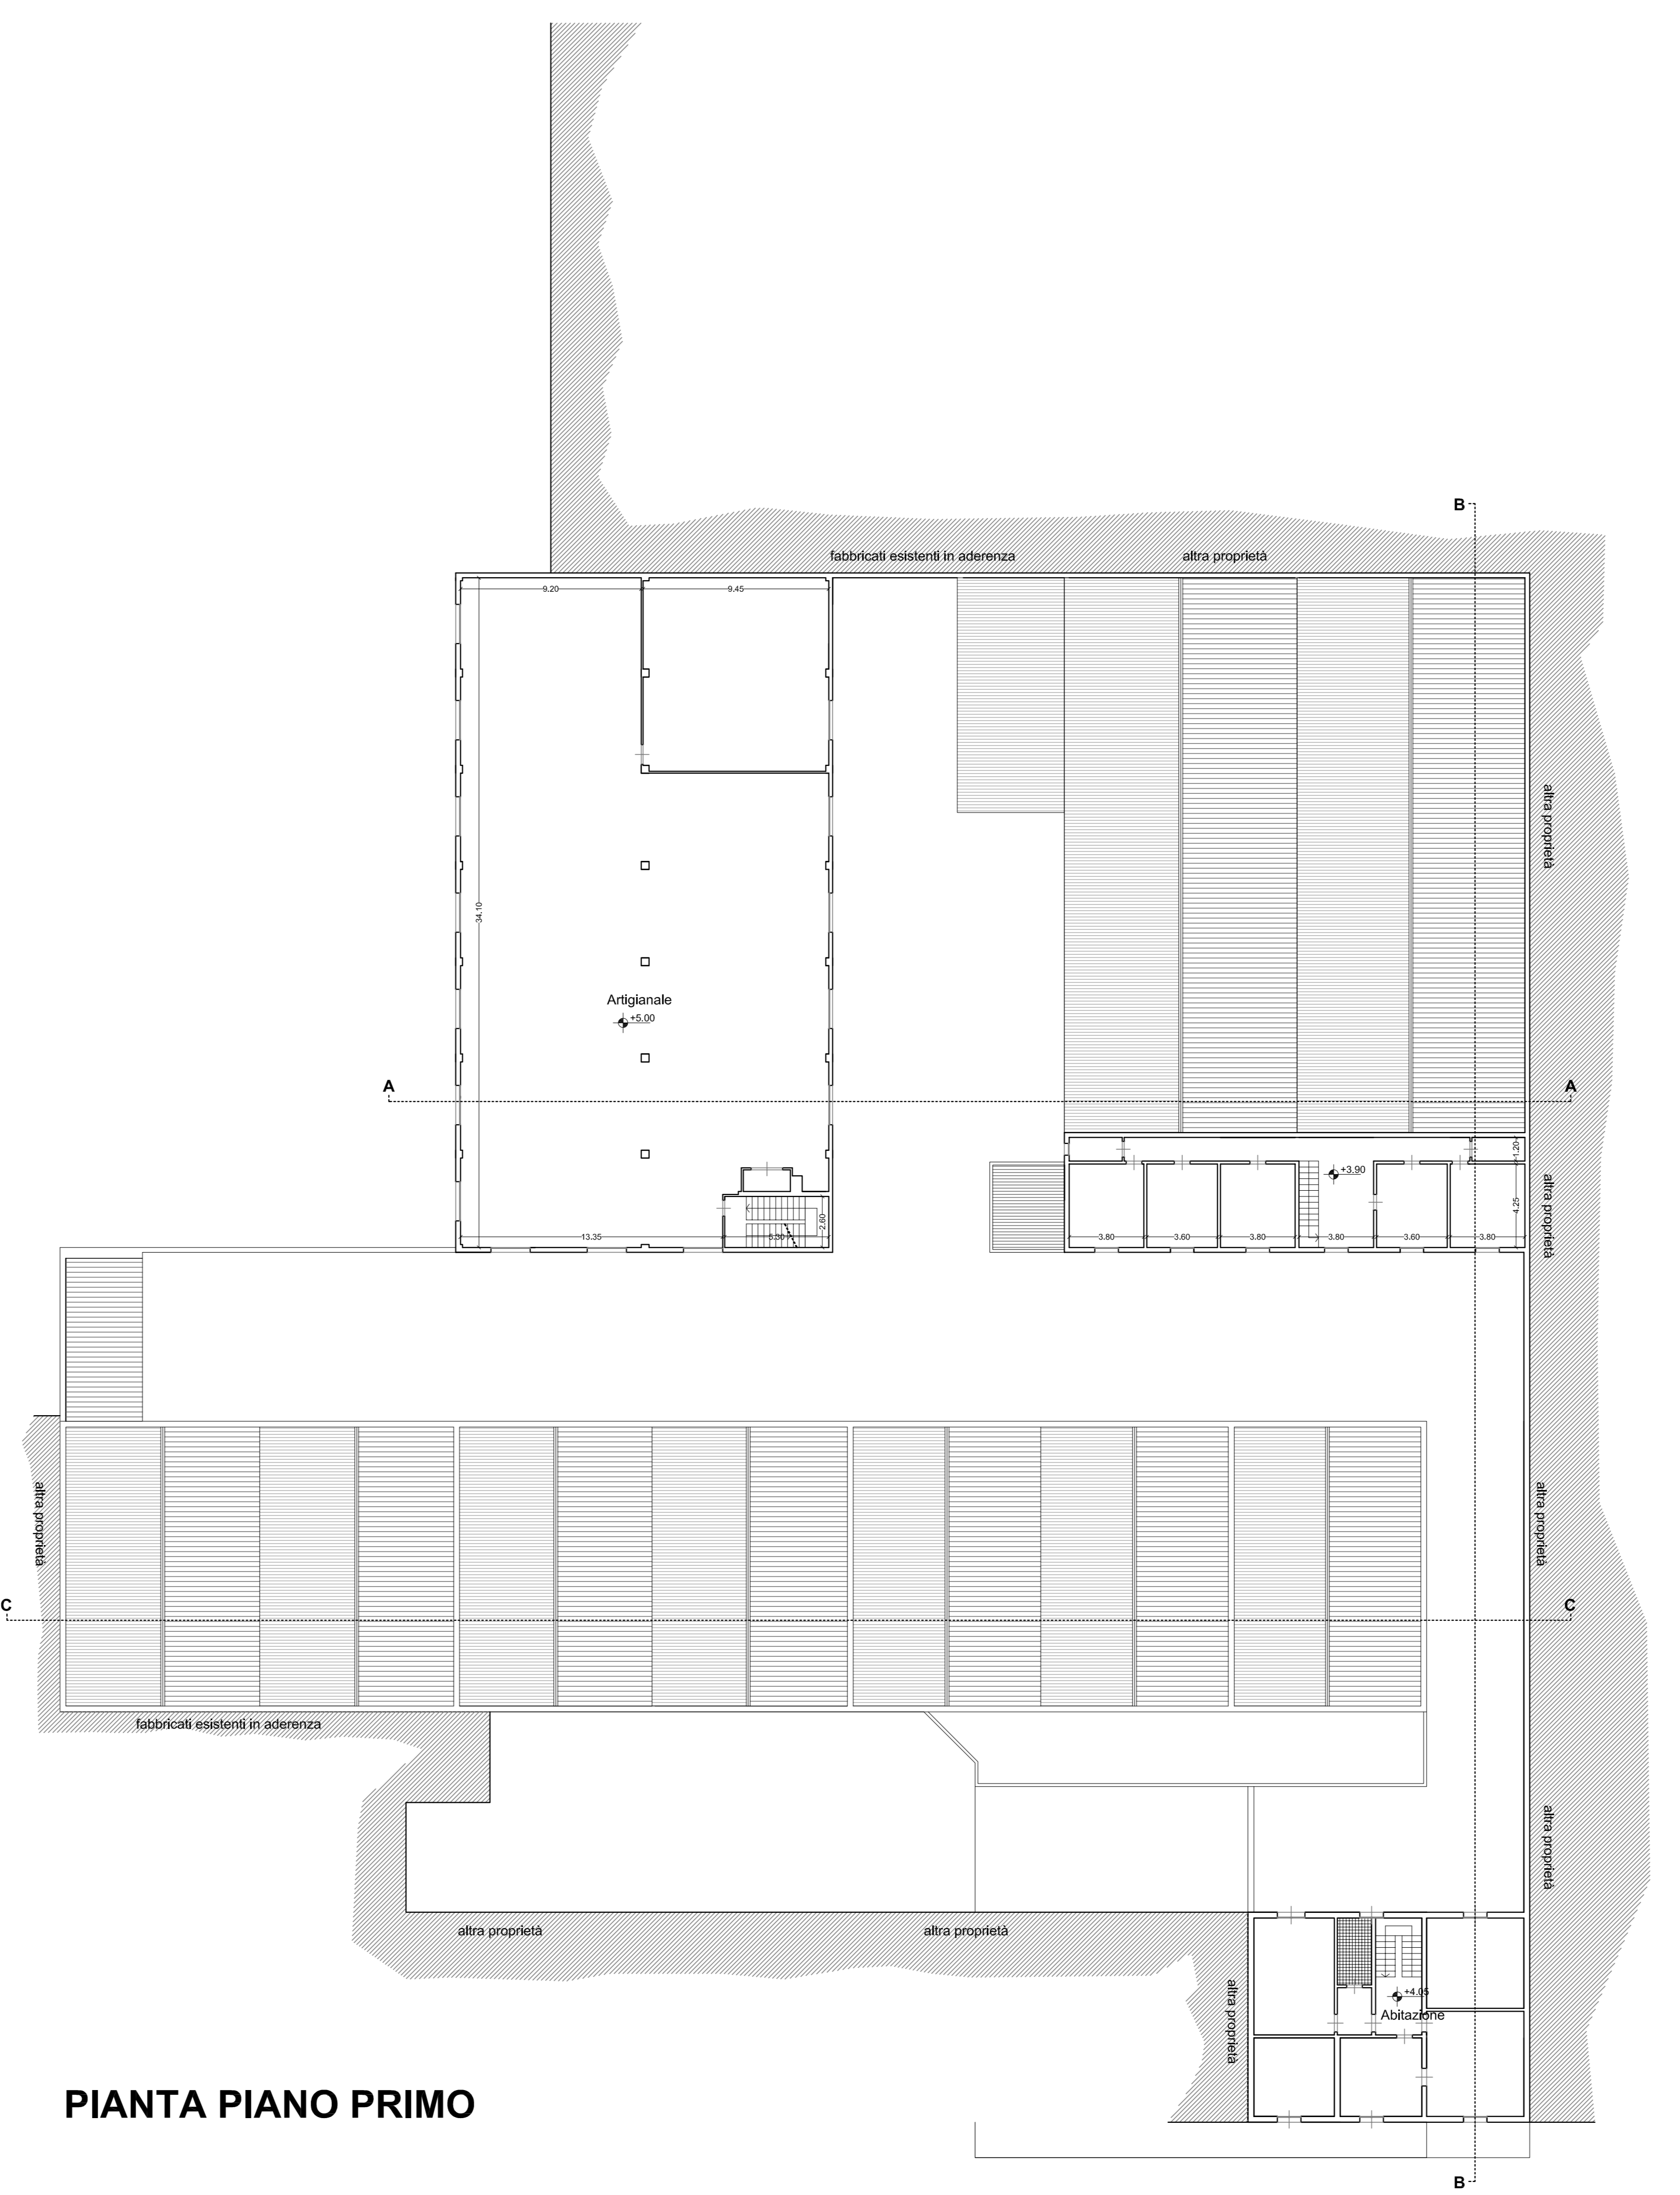 B
fabbricati esistenti in aderenza
altra proprietà
9.20
9.45
altra proprietà
34.10
Artigianale
+5.00
A
A
1.20
+3.90
altra proprietà
4.25
2.60
13.35
5.30
3.80
3.60
3.80
3.80
3.60
3.80
altra proprietà
altra proprietà
C
C
fabbricati esistenti in aderenza
altra proprietà
altra proprietà
altra proprietà
altra proprietà
+4.05
Abitazione
PIANTA PIANO PRIMO
B